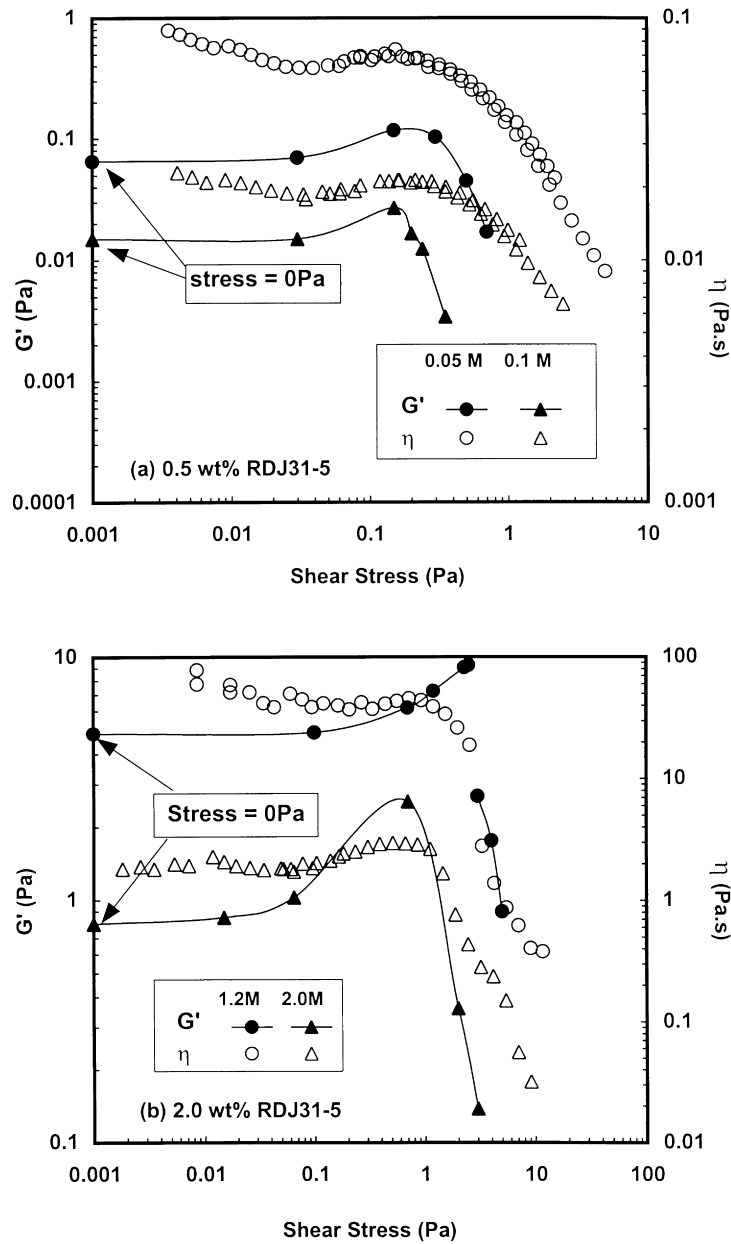 1
0.1
0.01
0.001
0.0001
G' (Pa)
0.1
0.01
0.001
η (Pa.s)
stress = 0Pa
0.05 M 0.1 M
G'
η
(a) 0.5 wt% RDJ31-5
0.001 0.01 0.1 1 10
Shear Stress (Pa)
10
1
0.1
G' (Pa)
100
10
1
0.1
0.01
η (Pa.s)
Stress = 0Pa
1.2M 2.0M
G'
η
(b) 2.0 wt% RDJ31-5
0.001 0.01 0.1 1 10 100
Shear Stress (Pa)